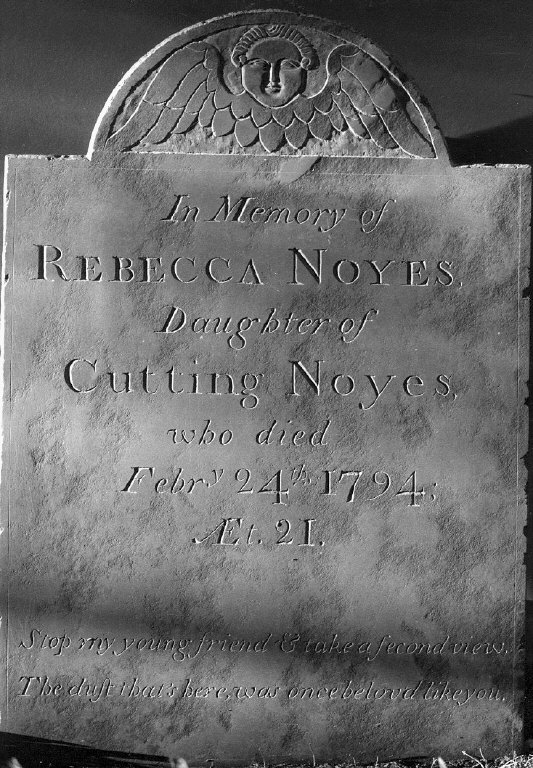 In Memory of
REBECCA NOYES,
Daughter of
Cutting Noyes,
who died
Febrʸ 24ᵗʰ 1794;
Æt. 21.
Stop my young friend & take a ſecond view,
The duſt that's here, was once belov'd like you.